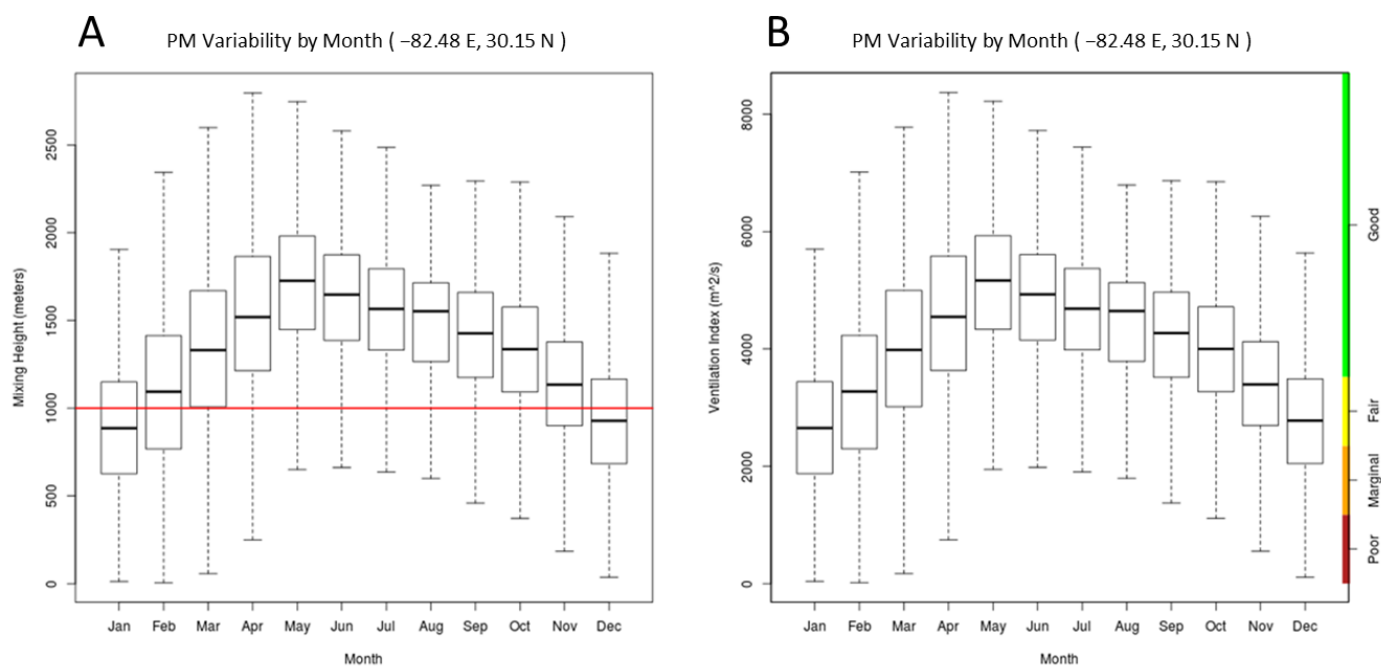 A
PM Variability by Month ( −82.48 E, 30.15 N )
Mixing Height (meters)
2500
2000
1500
1000
500
0
Jan Feb Mar Apr May Jun Jul Aug Sep Oct Nov Dec
Month
B
PM Variability by Month ( −82.48 E, 30.15 N )
Ventilation Index (m^2/s)
8000
6000
4000
2000
0
Good
Fair
Marginal
Poor
Jan Feb Mar Apr May Jun Jul Aug Sep Oct Nov Dec
Month